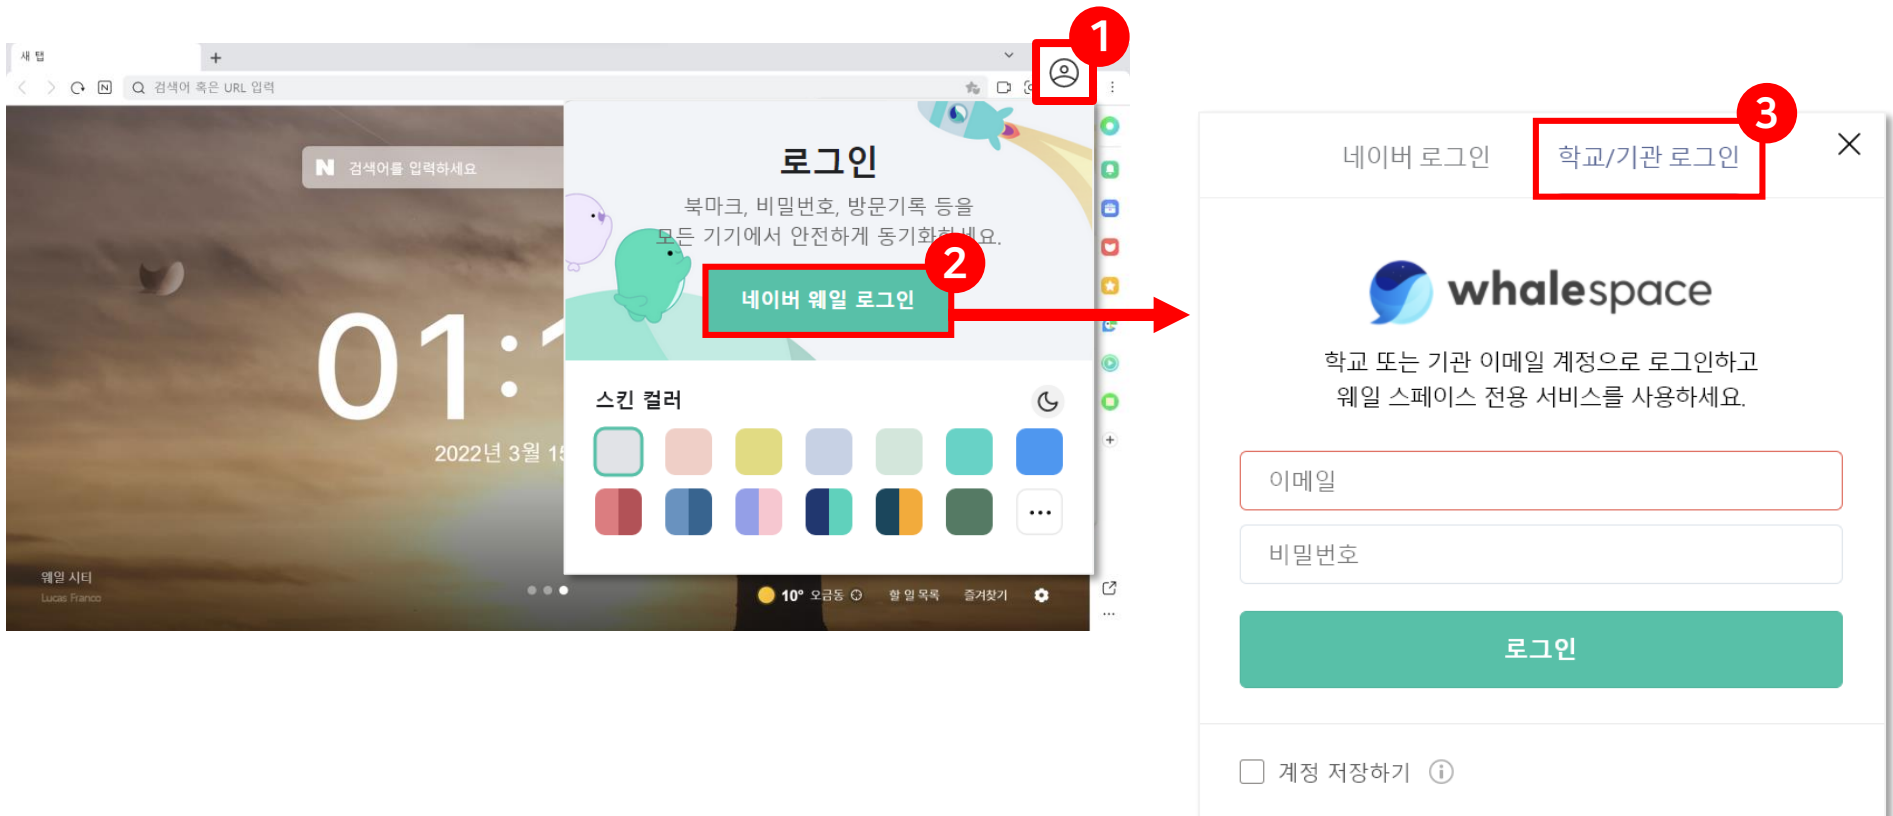 새 탭
1
검색어 혹은 URL 입력
N 검색어를 입력하세요
로그인
북마크, 비밀번호, 방문기록 등을
모든 기기에서 안전하게 동기화하세요.
2
네이버 웨일 로그인
01:1
2022년 3월 15
스킨 컬러
웨일 시티
Lucas Franco
10° 오금동 할 일 목록 즐겨찾기
3
네이버 로그인 학교/기관 로그인
whalespace
학교 또는 기관 이메일 계정으로 로그인하고
웨일 스페이스 전용 서비스를 사용하세요.
이메일
비밀번호
로그인
계정 저장하기